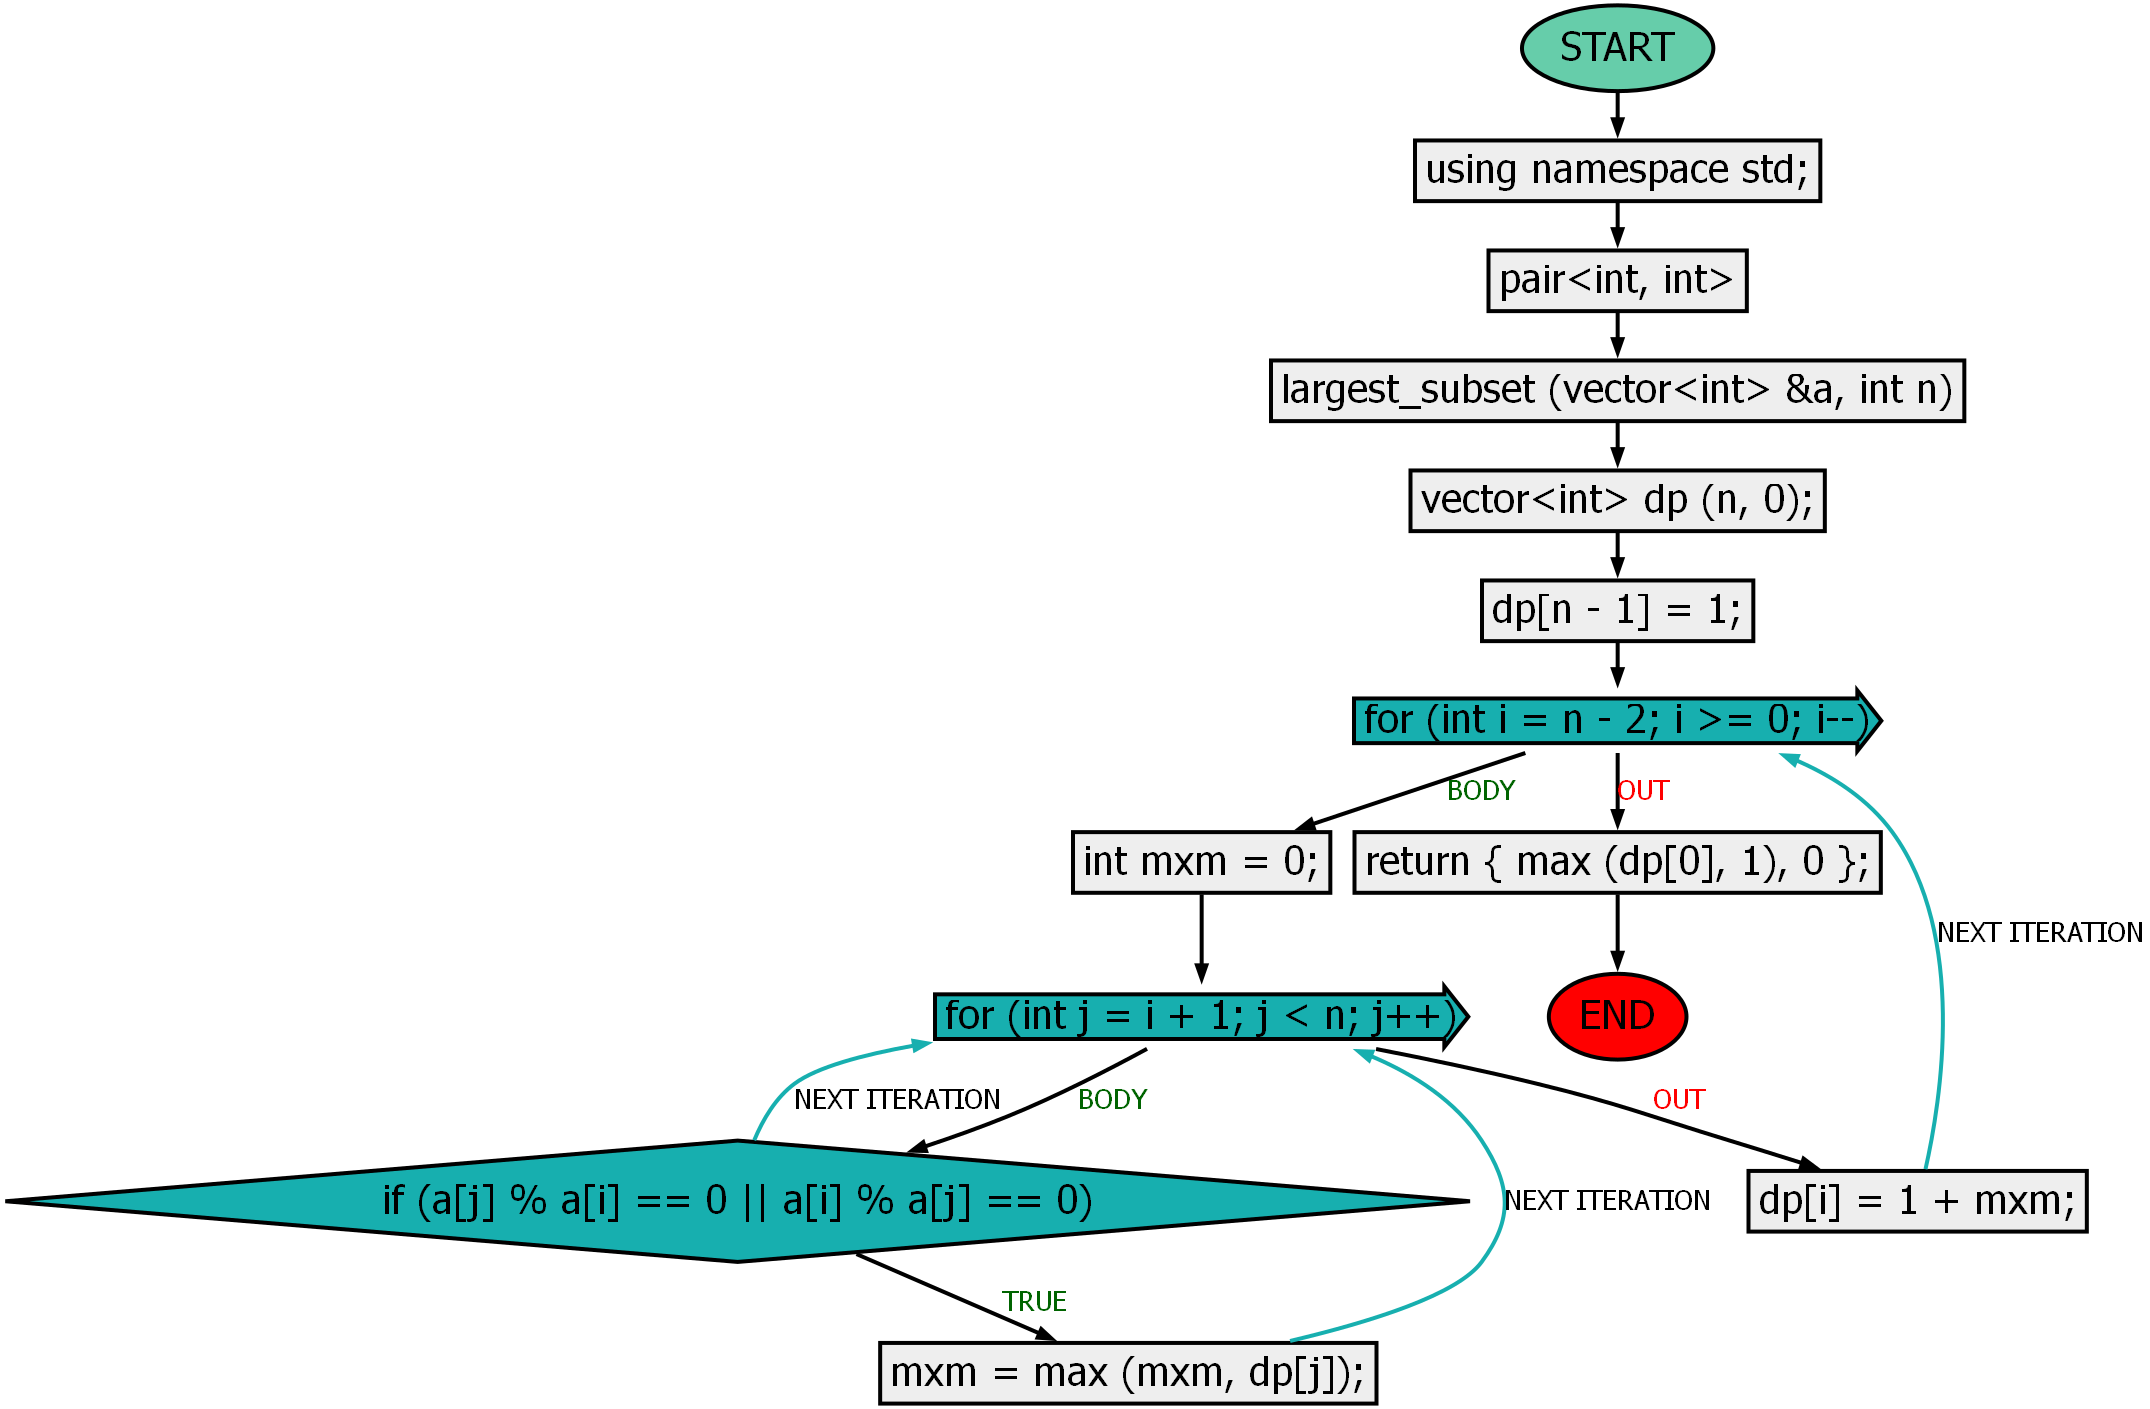 START
using namespace std;
pair<int, int>
largest_subset (vector<int> &a, int n)
vector<int> dp (n, 0);
dp[n - 1] = 1;
for (int i = n - 2; i >= 0; i--)
BODY
OUT
int mxm = 0;
return { max (dp[0], 1), 0 };
NEXT ITERATION
for (int j = i + 1; j < n; j++)
END
NEXT ITERATION
BODY
OUT
if (a[j] % a[i] == 0 || a[i] % a[j] == 0)
NEXT ITERATION
dp[i] = 1 + mxm;
TRUE
mxm = max (mxm, dp[j]);